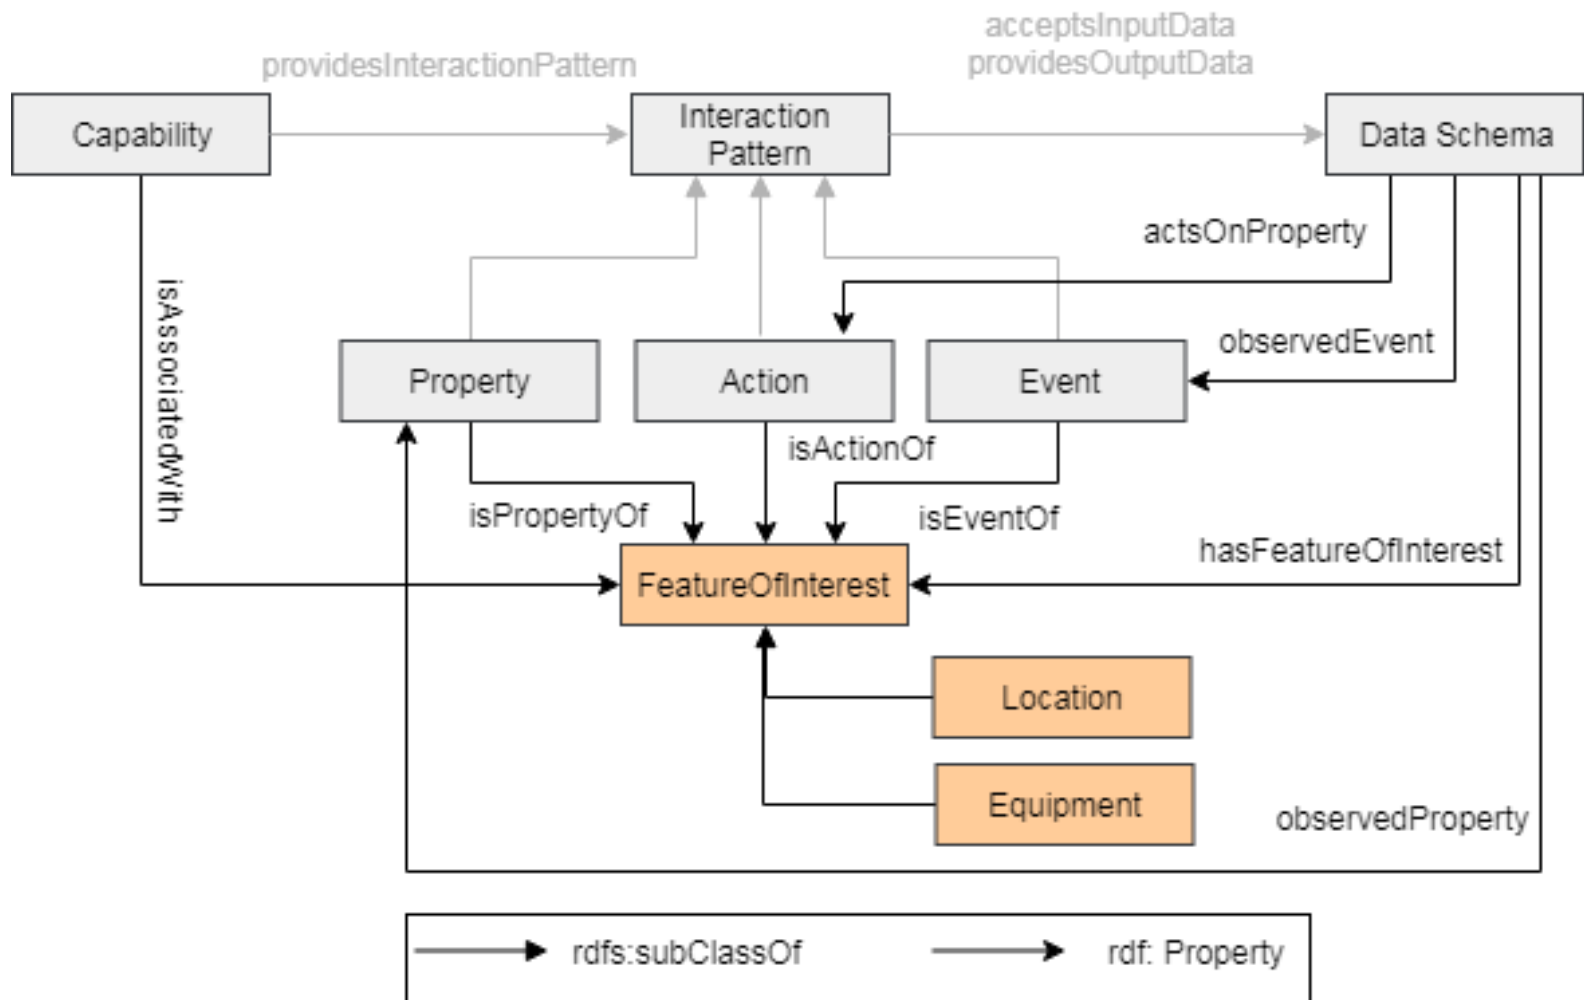 acceptsInputData
providesInteractionPattern
providesOutputData
Capability
Interaction
Pattern
Data Schema
actsOnProperty
isAssociatedWith
observedEvent
Property
Action
Event
isActionOf
isPropertyOf
isEventOf
hasFeatureOfInterest
FeatureOfInterest
Location
Equipment
observedProperty
rdfs:subClassOf
rdf: Property